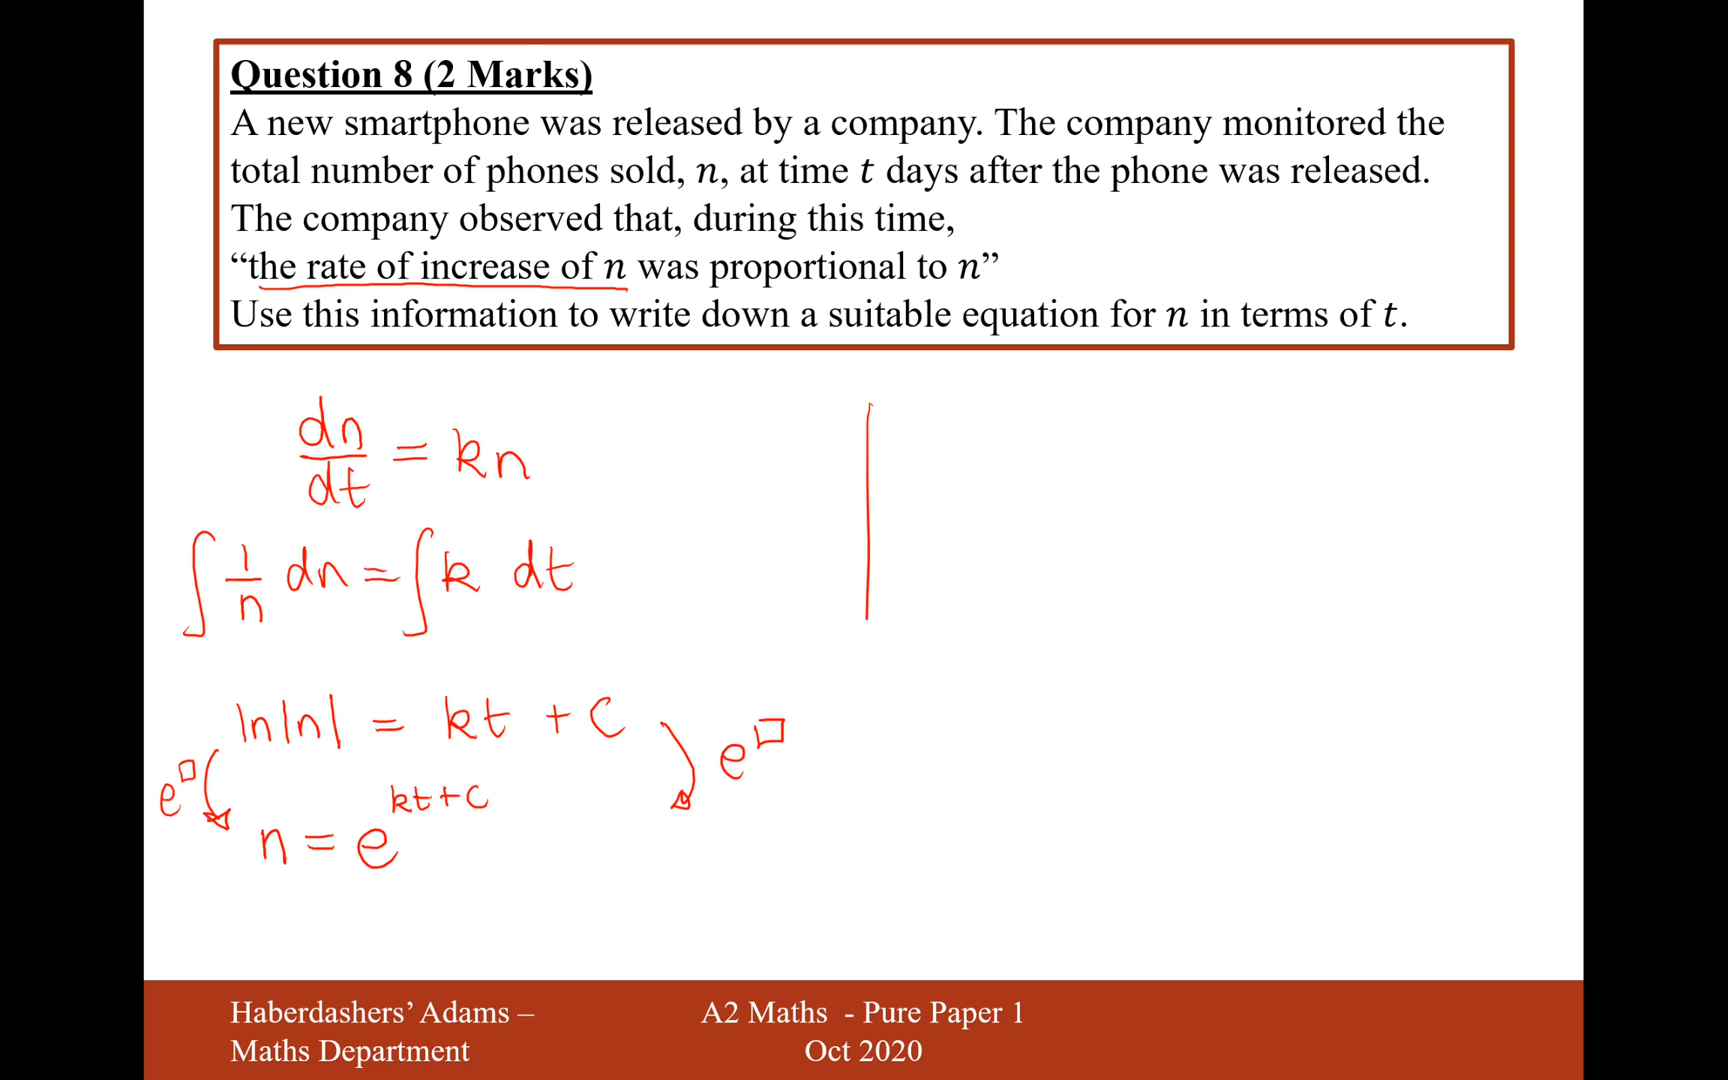 Question 8 (2 Marks)
A new smartphone was released by a company. The company monitored the
total number of phones sold, n, at time t days after the phone was released.
The company observed that, during this time,
“the rate of increase of n was proportional to n”
Use this information to write down a suitable equation for n in terms of t.
dn/dt = kn
∫ 1/n dn = ∫ k dt
ln|n| = kt + c
e^□ e^□
n = e^(kt+c)
Haberdashers’ Adams –
Maths Department
A2 Maths - Pure Paper 1
Oct 2020